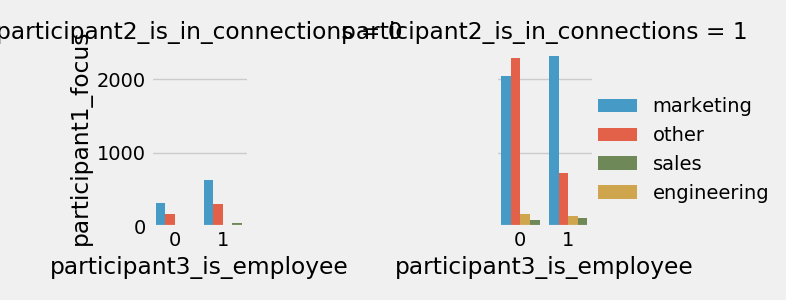 participant2_is_in_connections = 0
participant2_is_in_connections = 1
participant1_focus
2000
1000
0
0 1
participant3_is_employee
0 1
participant3_is_employee
marketing
other
sales
engineering